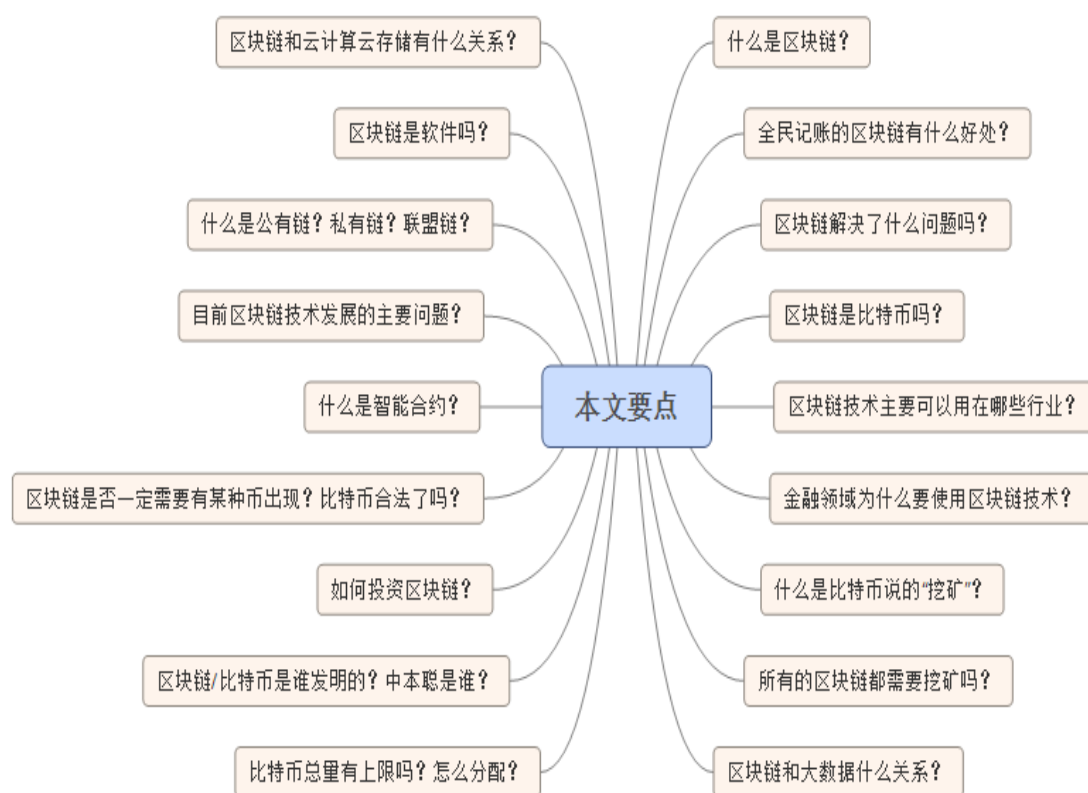 区块链和云计算云存储有什么关系？
什么是区块链？
区块链是软件吗？
全民记账的区块链有什么好处？
什么是公有链？私有链？联盟链？
区块链解决了什么问题吗？
目前区块链技术发展的主要问题？
区块链是比特币吗？
什么是智能合约？
本文要点
区块链技术主要可以用在哪些行业？
区块链是否一定需要有某种币出现？比特币合法了吗？
金融领域为什么要使用区块链技术？
如何投资区块链？
什么是比特币说的“挖矿”？
区块链/比特币是谁发明的？中本聪是谁？
所有的区块链都需要挖矿吗？
比特币总量有上限吗？怎么分配？
区块链和大数据什么关系？